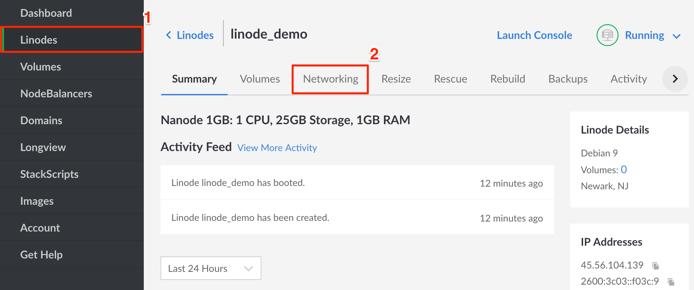 Dashboard
1
Linodes
Volumes
NodeBalancers
Domains
Longview
StackScripts
Images
Account
Get Help
Linodes
linode_demo
Launch Console
Running
2
Summary Volumes Networking Resize Rescue Rebuild Backups Activity
Nanode 1GB: 1 CPU, 25GB Storage, 1GB RAM
Activity Feed View More Activity
Linode linode_demo has booted. 12 minutes ago
Linode linode_demo has been created. 12 minutes ago
Last 24 Hours
Linode Details
Debian 9
Volumes: 0
Newark, NJ
IP Addresses
45.56.104.139
2600:3c03::f03c:9